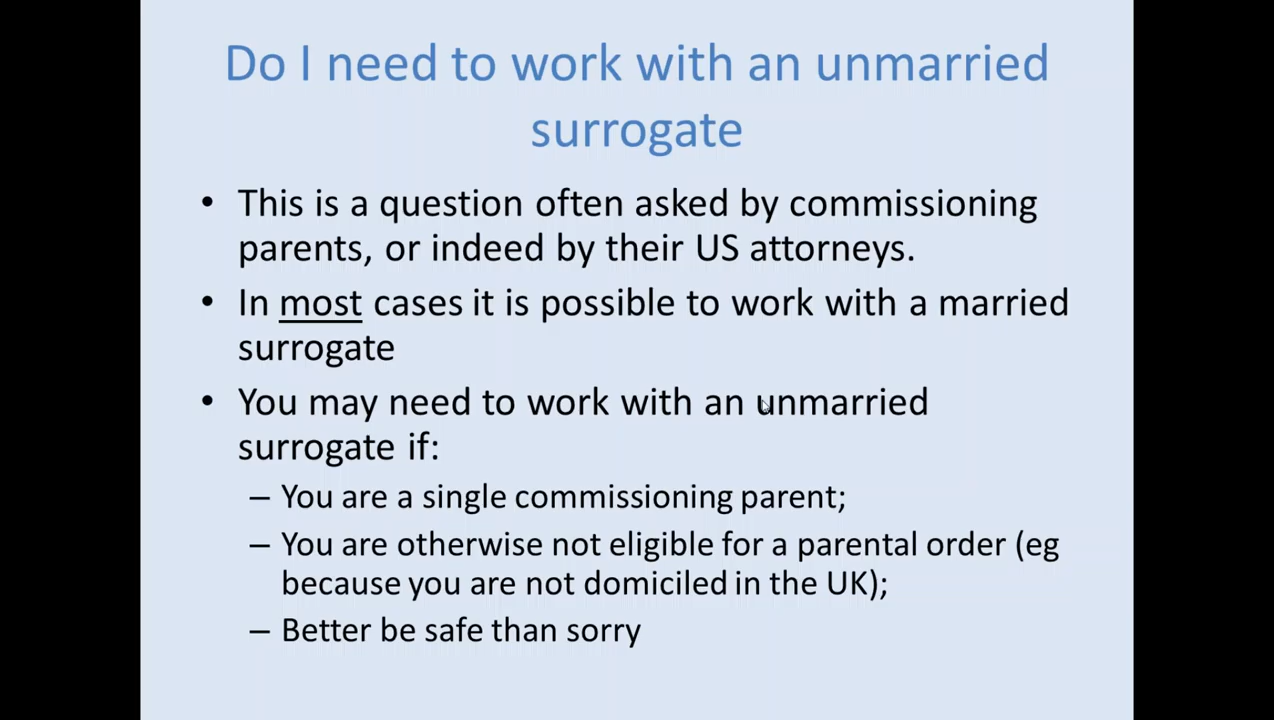 Do I need to work with an unmarried
surrogate
• This is a question often asked by commissioning
parents, or indeed by their US attorneys.
• In most cases it is possible to work with a married
surrogate
• You may need to work with an unmarried
surrogate if:
– You are a single commissioning parent;
– You are otherwise not eligible for a parental order (eg
because you are not domiciled in the UK);
– Better be safe than sorry